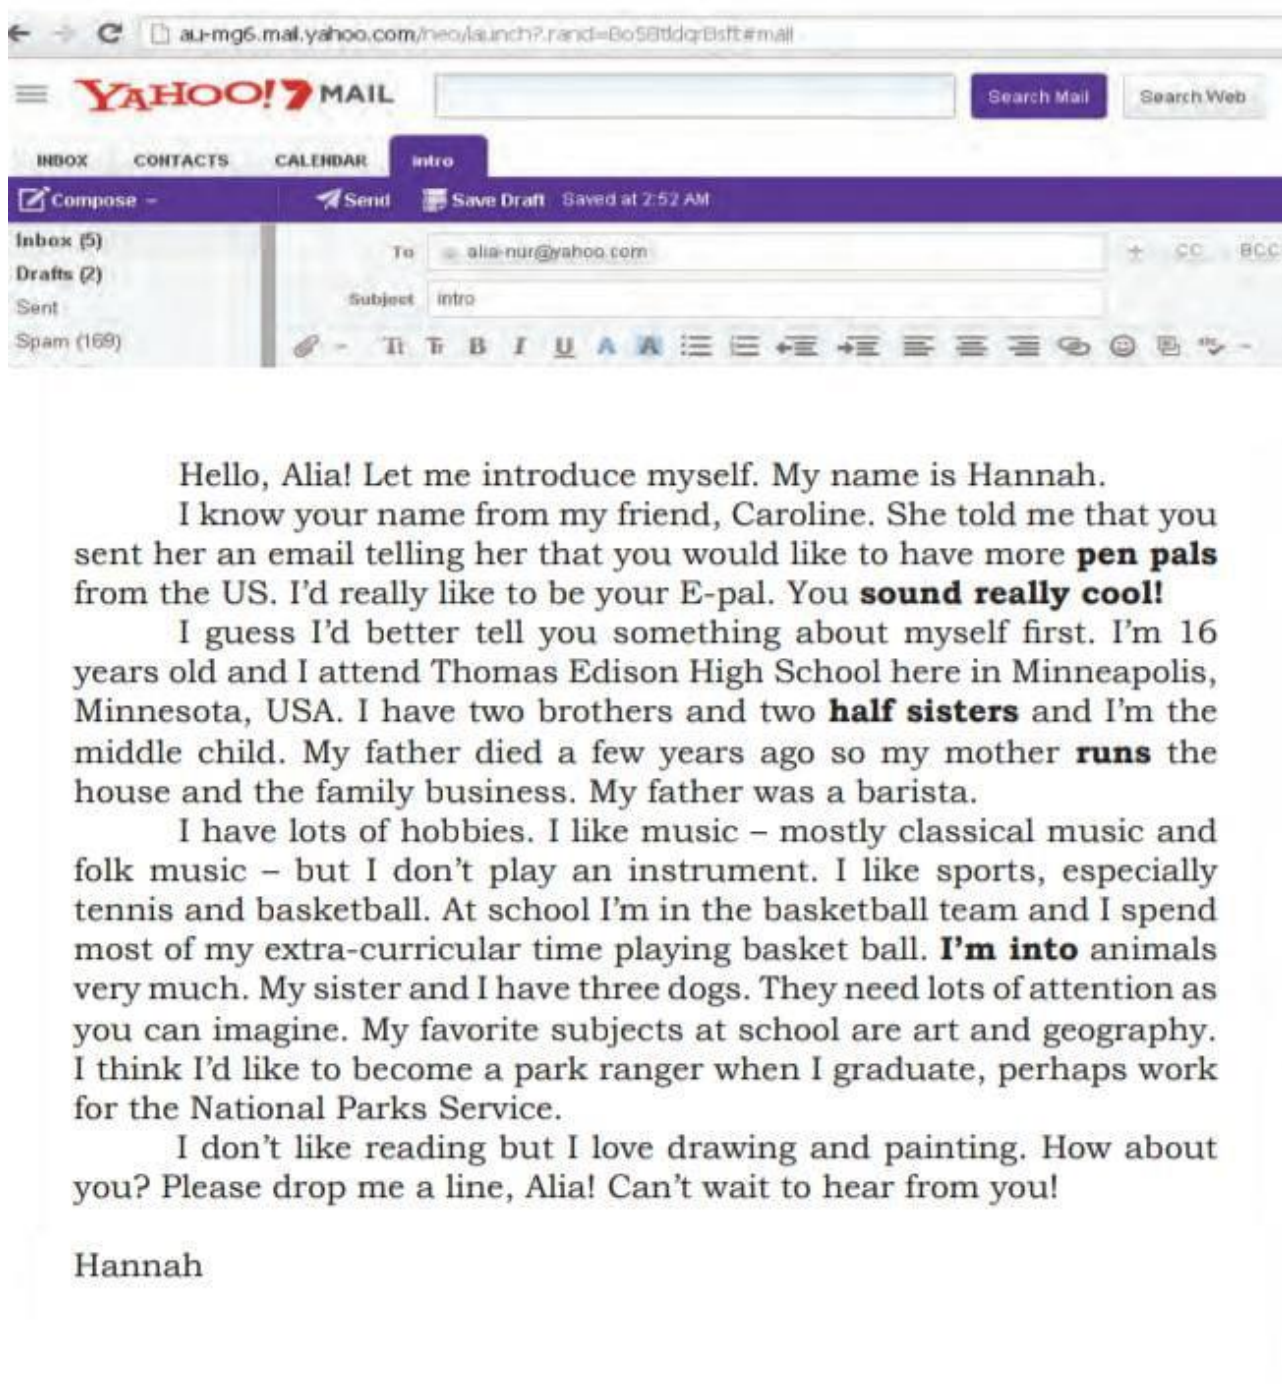 au-mg6.mail.yahoo.com/neo/launch?.rand=
YAHOO!7 MAIL
Search Mail
Search Web
INBOX CONTACTS CALENDAR intro
Compose
Send Save Draft Saved at 2:52 AM
Inbox (5)
To alia-nur@yahoo.com + CC BCC
Drafts (2)
Sent
Subject intro
Spam (169)
Hello, Alia! Let me introduce myself. My name is Hannah.
I know your name from my friend, Caroline. She told me that you
sent her an email telling her that you would like to have more pen pals
from the US. I'd really like to be your E-pal. You sound really cool!
I guess I'd better tell you something about myself first. I'm 16
years old and I attend Thomas Edison High School here in Minneapolis,
Minnesota, USA. I have two brothers and two half sisters and I'm the
middle child. My father died a few years ago so my mother runs the
house and the family business. My father was a barista.
I have lots of hobbies. I like music – mostly classical music and
folk music – but I don't play an instrument. I like sports, especially
tennis and basketball. At school I'm in the basketball team and I spend
most of my extra-curricular time playing basket ball. I'm into animals
very much. My sister and I have three dogs. They need lots of attention as
you can imagine. My favorite subjects at school are art and geography.
I think I'd like to become a park ranger when I graduate, perhaps work
for the National Parks Service.
I don't like reading but I love drawing and painting. How about
you? Please drop me a line, Alia! Can't wait to hear from you!
Hannah